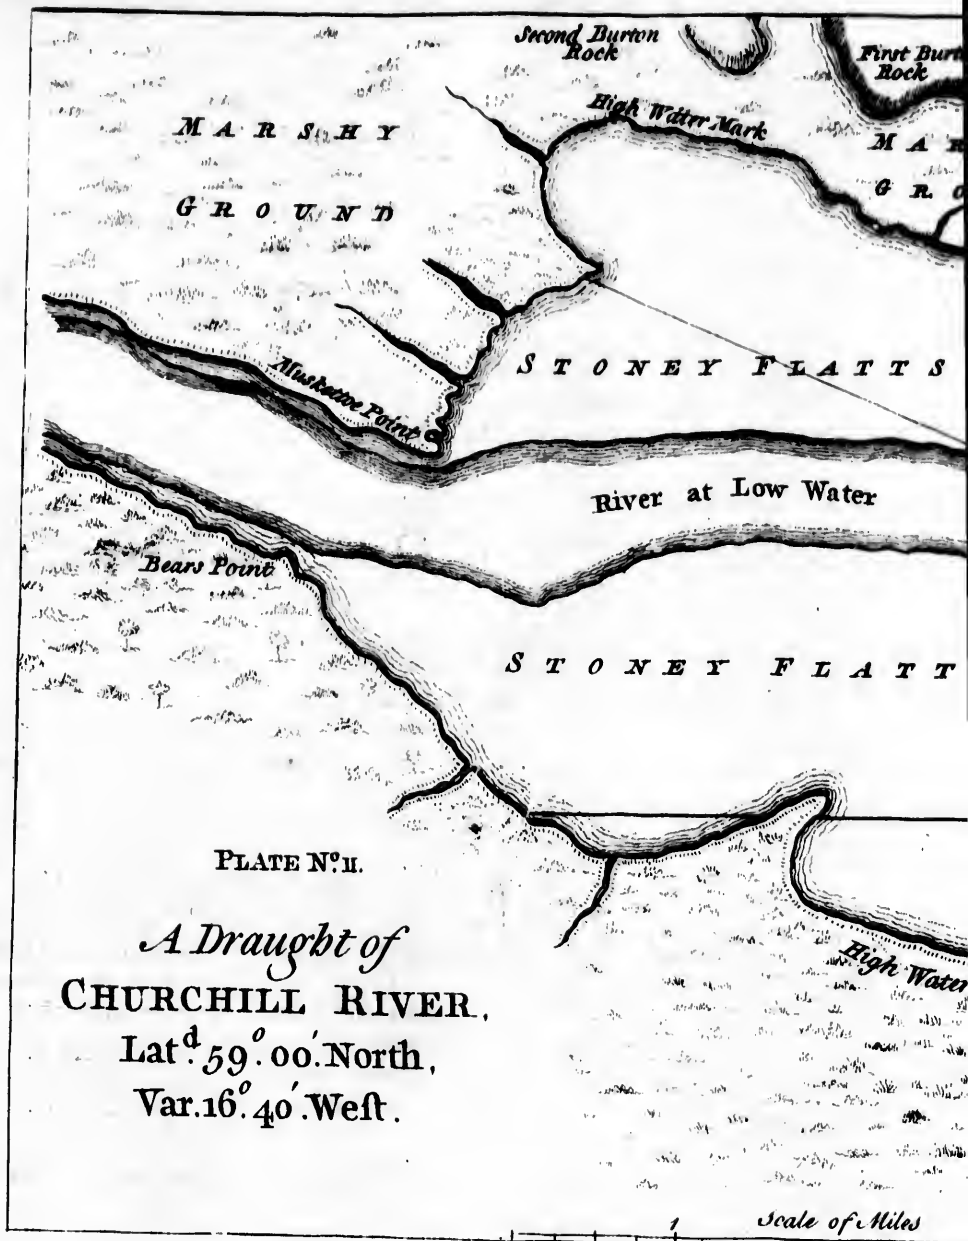 Second Burton
Rock
First Burt
Rock
High Water Mark
MARSHY
GROUND
MAR
GRO
STONEY FLATTS
Muskettoe Point
River at Low Water
Bears Point
STONEY FLATT
PLATE Nº. II.
A Draught of
CHURCHILL RIVER,
Latᵈ. 59°. 00′. North,
Var. 16°. 40′. Weſt.
High Water
1
Scale of Miles